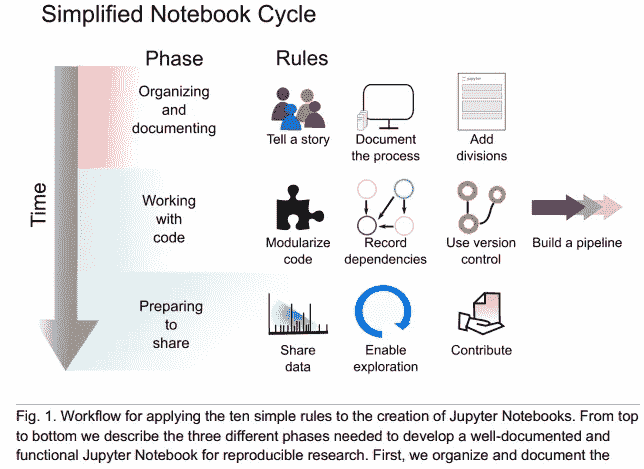 Simplified Notebook Cycle
Phase
Rules
Time
Organizing
and
documenting
Tell a story
Document
the process
jupyter
Add
divisions
Working
with
code
Modularize
code
Record
dependencies
Use version
control
Build a pipeline
Preparing
to
share
Share
data
Enable
exploration
Contribute
Fig. 1. Workflow for applying the ten simple rules to the creation of Jupyter Notebooks. From top
to bottom we describe the three different phases needed to develop a well-documented and
functional Jupyter Notebook for reproducible research. First, we organize and document the